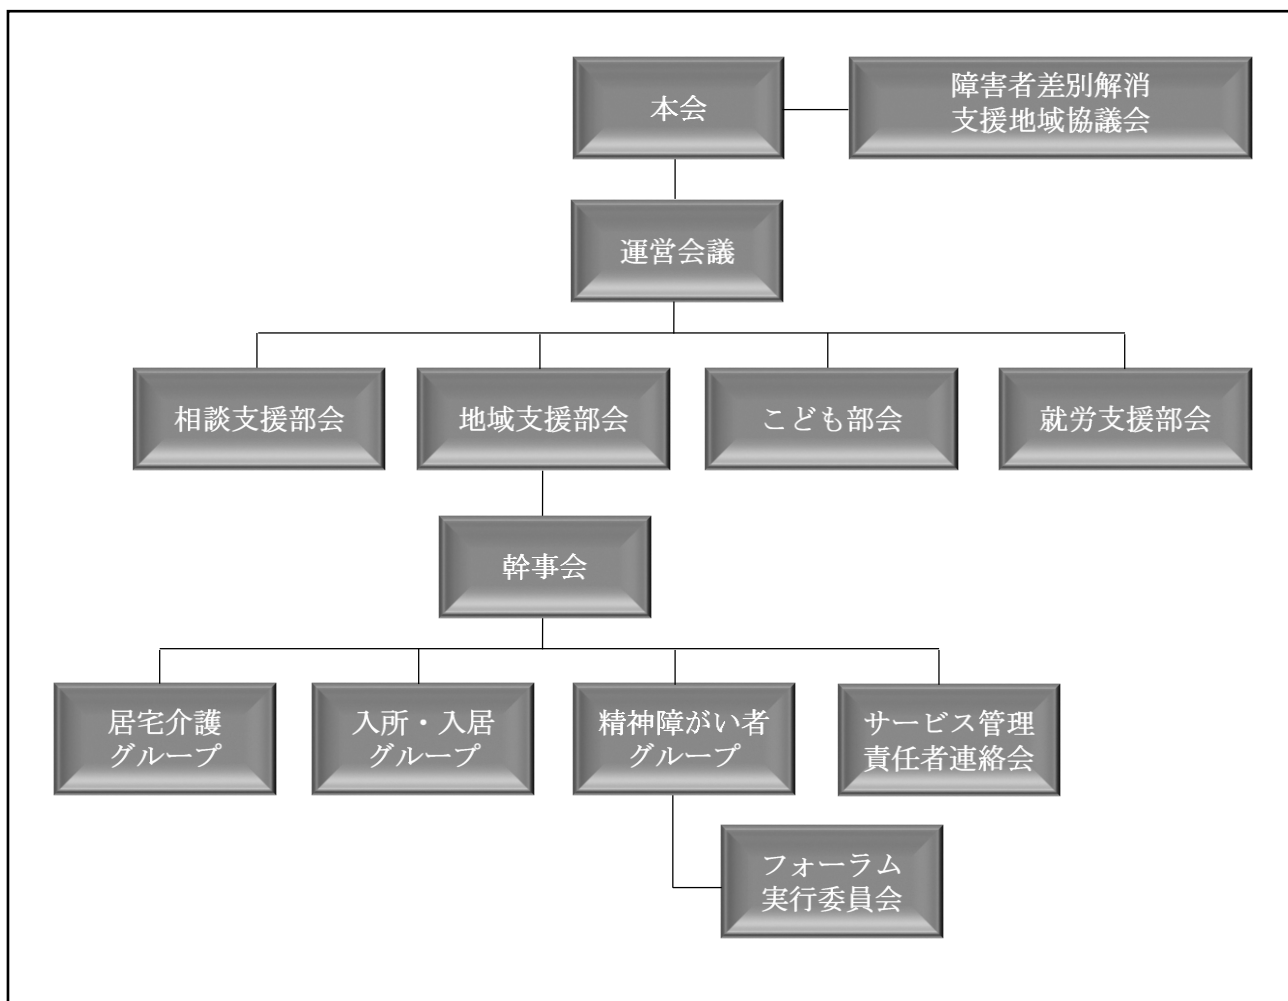 本会
障害者差別解消
支援地域協議会
運営会議
相談支援部会
地域支援部会
こども部会
就労支援部会
幹事会
居宅介護
グループ
入所・入居
グループ
精神障がい者
グループ
サービス管理
責任者連絡会
フォーラム
実行委員会